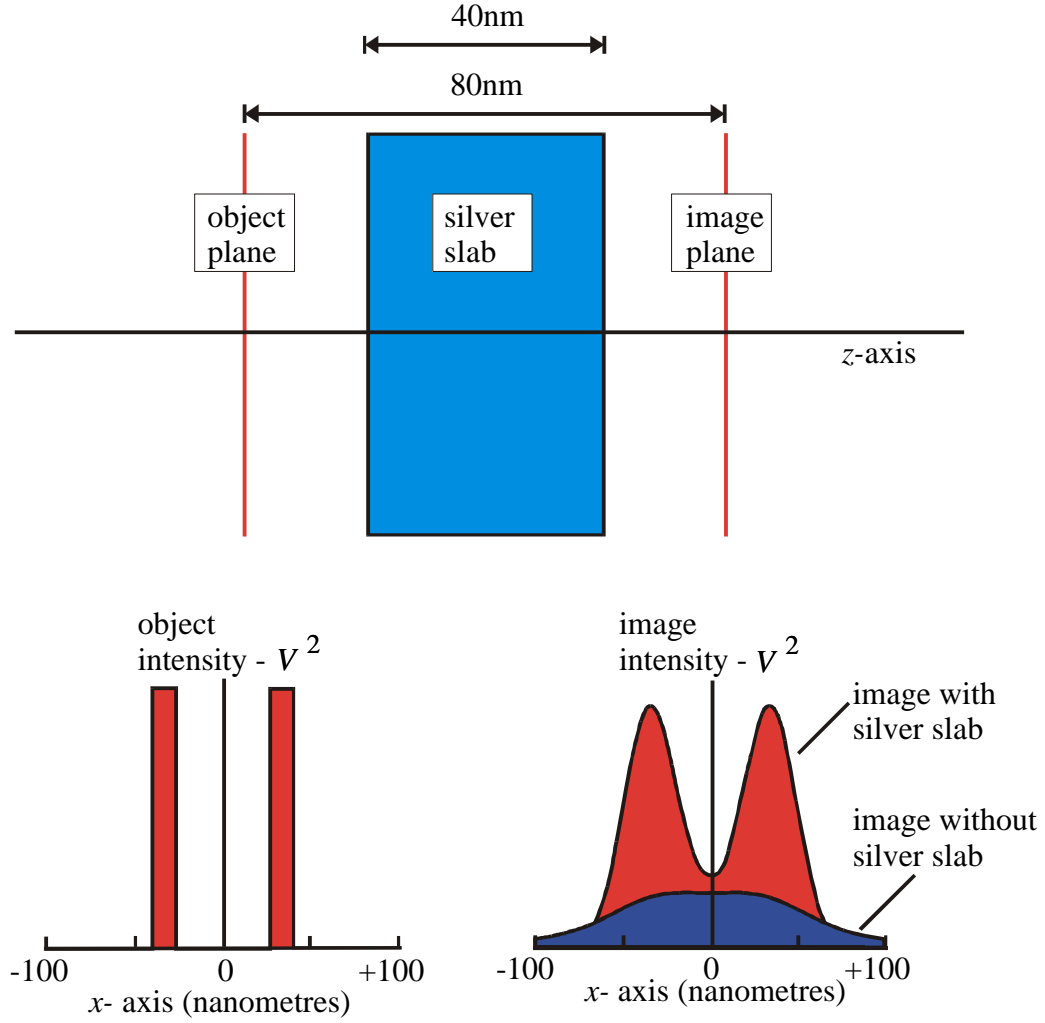 40nm
80nm
object
plane
silver
slab
image
plane
z-axis
object
intensity - V 2
-100
0
+100
x- axis (nanometres)
image
intensity - V 2
image with
silver slab
image without
silver slab
-100
0
+100
x- axis (nanometres)